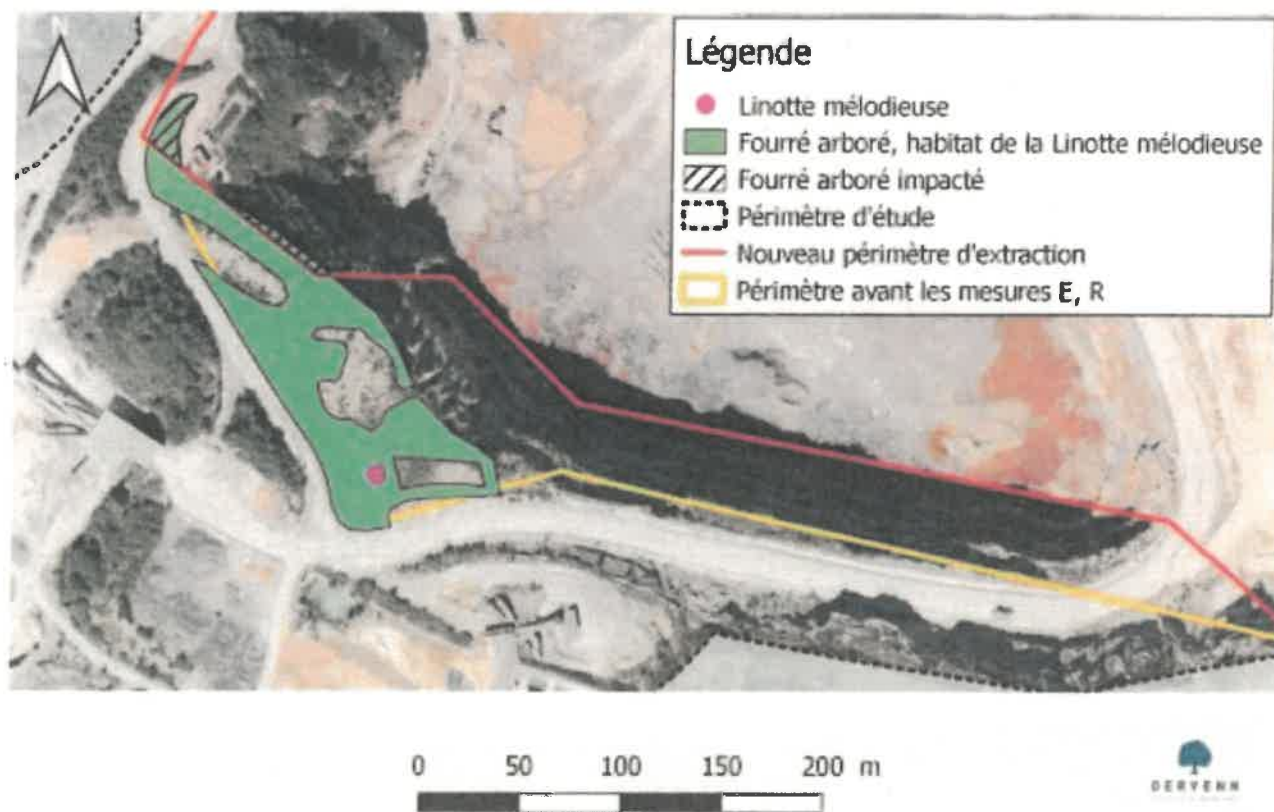 Légende
Linotte mélodieuse
Fourré arboré, habitat de la Linotte mélodieuse
Fourré arboré impacté
Périmètre d'étude
Nouveau périmètre d'extraction
Périmètre avant les mesures E, R
0 50 100 150 200 m
DERVENN